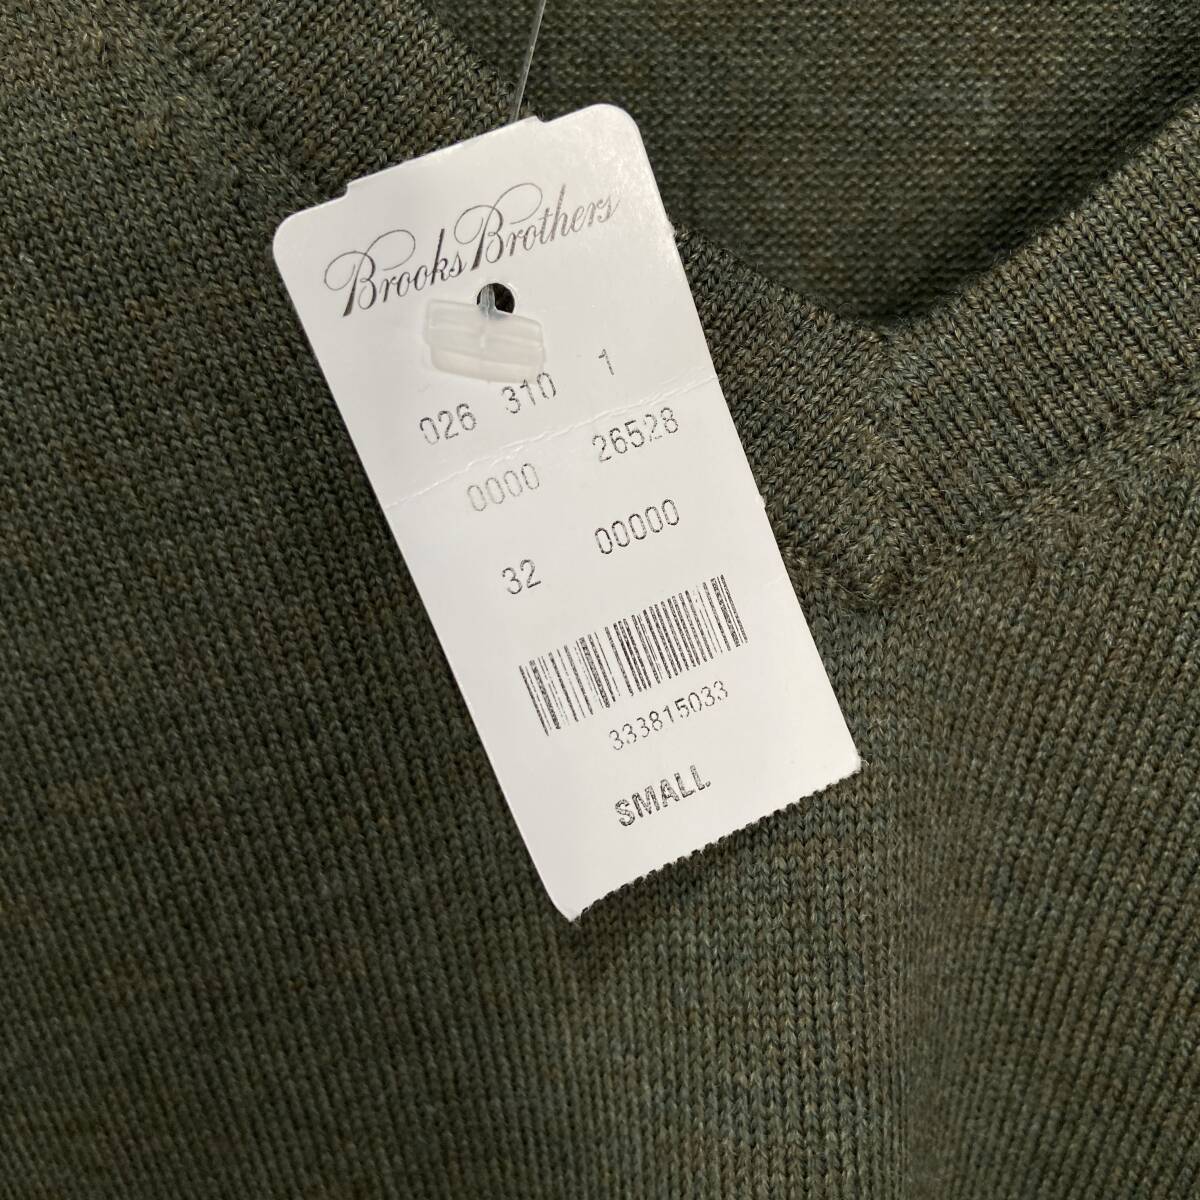 Brooks Brothers
026 310 1
0000 26528
32 00000
333815033
SMALL